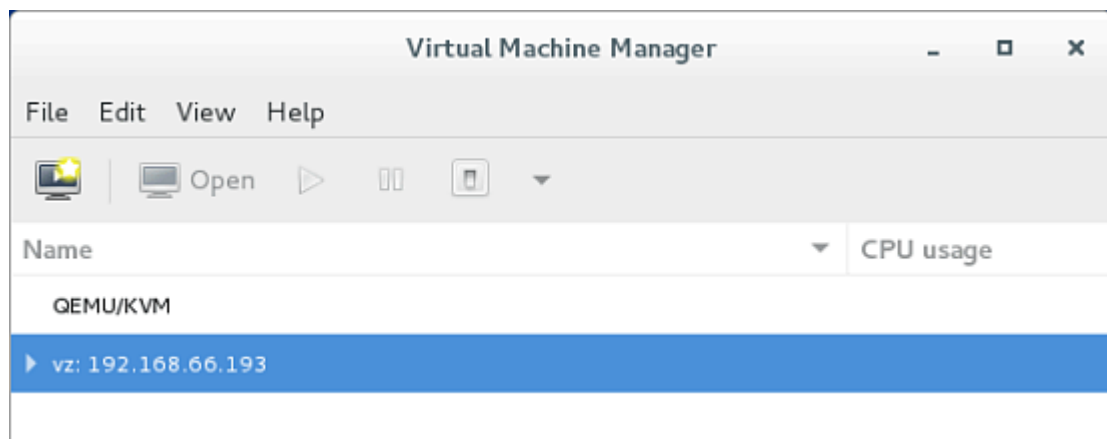 Virtual Machine Manager
File Edit View Help
Open
Name CPU usage
QEMU/KVM
vz: 192.168.66.193